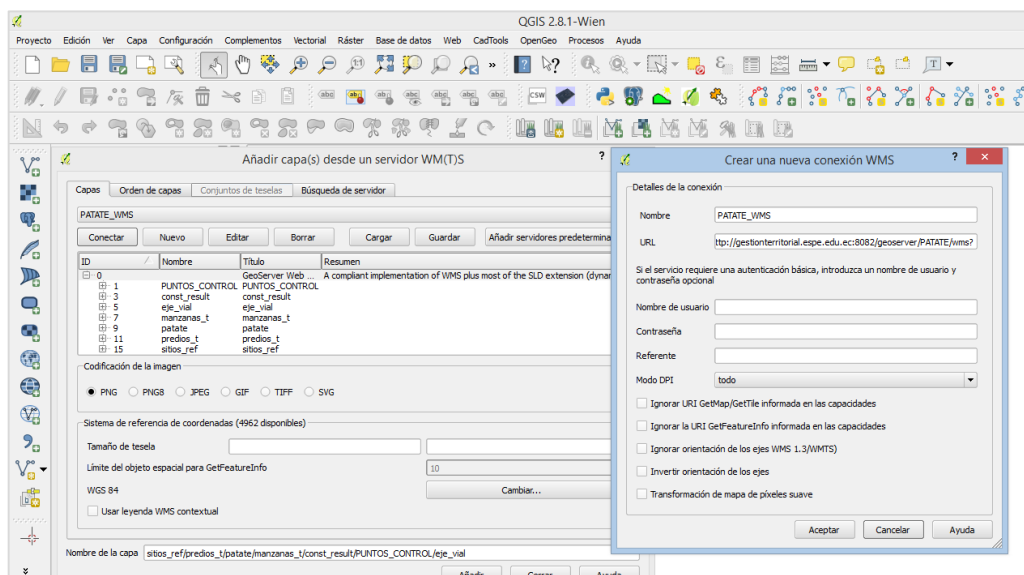 QGIS 2.8.1-Wien
Proyecto Edición Ver Capa Configuración Complementos Vectorial Ráster Base de datos Web CadTools OpenGeo Procesos Ayuda
Añadir capa(s) desde un servidor WM(T)S ?
Capas Orden de capas Conjuntos de teselas Búsqueda de servidor
PATATE_WMS
Conectar Nuevo Editar Borrar Cargar Guardar Añadir servidores predetermina
ID Nombre Título Resumen
0 GeoServer Web ... A compliant implementation of WMS plus most of the SLD extension (dynar
1 PUNTOS_CONTROL PUNTOS_CONTROL
3 const_result const_result
5 eje_vial eje_vial
7 manzanas_t manzanas_t
9 patate patate
11 predios_t predios_t
15 sitios_ref sitios_ref
Codificación de la imagen
PNG PNG8 JPEG GIF TIFF SVG
Sistema de referencia de coordenadas (4962 disponibles)
Tamaño de tesela
Límite del objeto espacial para GetFeatureInfo 10
WGS 84 Cambiar...
Usar leyenda WMS contextual
Nombre de la capa sitios_ref/predios_t/patate/manzanas_t/const_result/PUNTOS_CONTROL/eje_vial
Añadir Cerrar Ayuda
Crear una nueva conexión WMS ?
Detalles de la conexión
Nombre PATATE_WMS
URL ttp://gestionterritorial.espe.edu.ec:8082/geoserver/PATATE/wms?
Si el servicio requiere una autenticación básica, introduzca un nombre de usuario y
contraseña opcional
Nombre de usuario
Contraseña
Referente
Modo DPI todo
Ignorar URI GetMap/GetTile informada en las capacidades
Ignorar la URI GetFeatureInfo informada en las capacidades
Ignorar orientación de los ejes WMS 1.3/WMTS)
Invertir orientación de los ejes
Transformación de mapa de píxeles suave
Aceptar Cancelar Ayuda